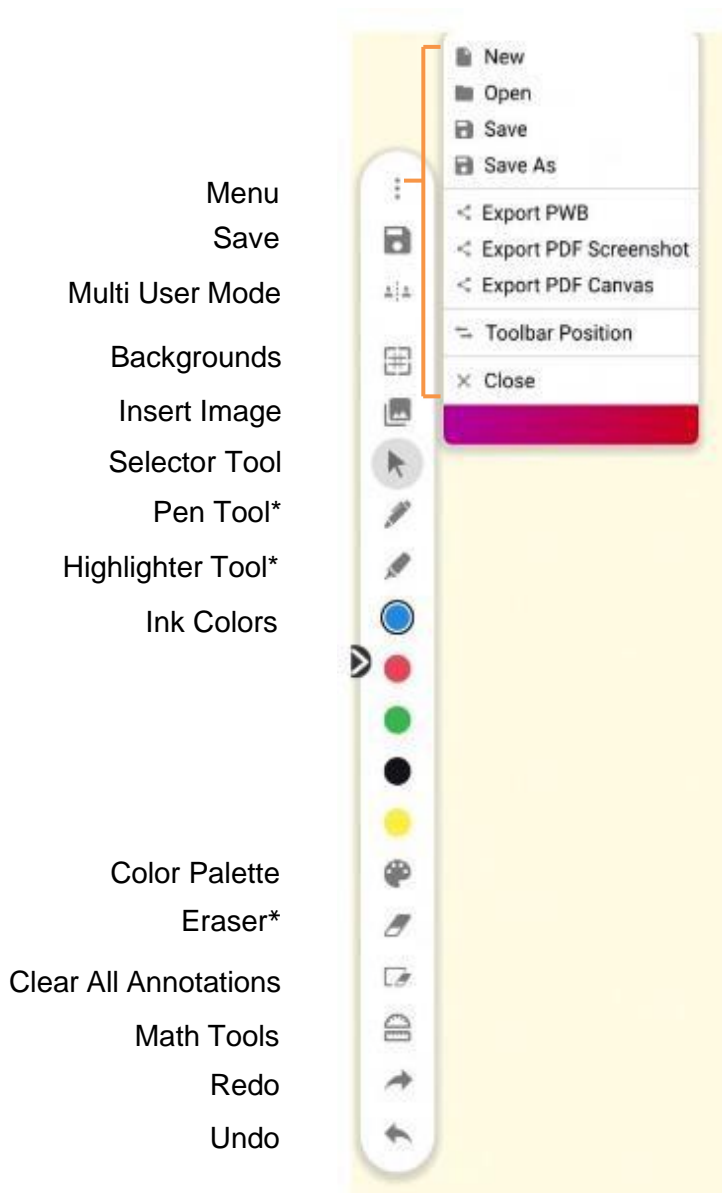 New
Open
Save
Save As
Export PWB
Export PDF Screenshot
Export PDF Canvas
Toolbar Position
Close
Menu
Save
Multi User Mode
Backgrounds
Insert Image
Selector Tool
Pen Tool*
Highlighter Tool*
Ink Colors
Color Palette
Eraser*
Clear All Annotations
Math Tools
Redo
Undo